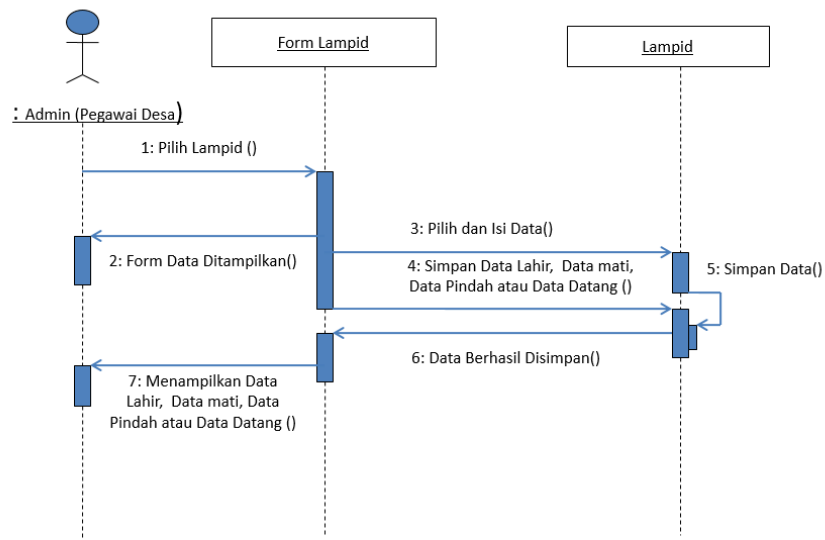 Form Lampid
Lampid
: Admin (Pegawai Desa)
1: Pilih Lampid ()
3: Pilih dan Isi Data()
2: Form Data Ditampilkan()
4: Simpan Data Lahir, Data mati,
Data Pindah atau Data Datang ()
5: Simpan Data()
6: Data Berhasil Disimpan()
7: Menampilkan Data
Lahir, Data mati, Data
Pindah atau Data Datang ()